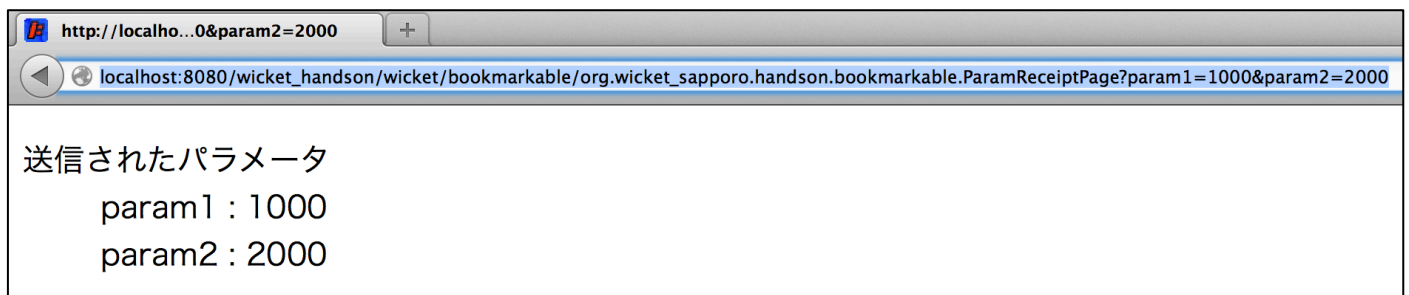 http://localho...0&param2=2000
localhost:8080/wicket_handson/wicket/bookmarkable/org.wicket_sapporo.handson.bookmarkable.ParamReceiptPage?param1=1000&param2=2000
送信されたパラメータ
param1 : 1000
param2 : 2000